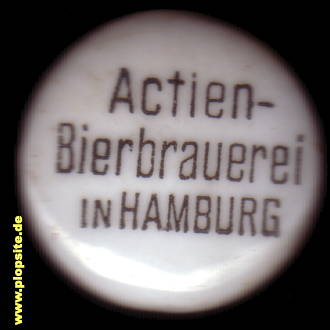 Actien-
Bierbrauerei
IN HAMBURG
www.plopsite.de